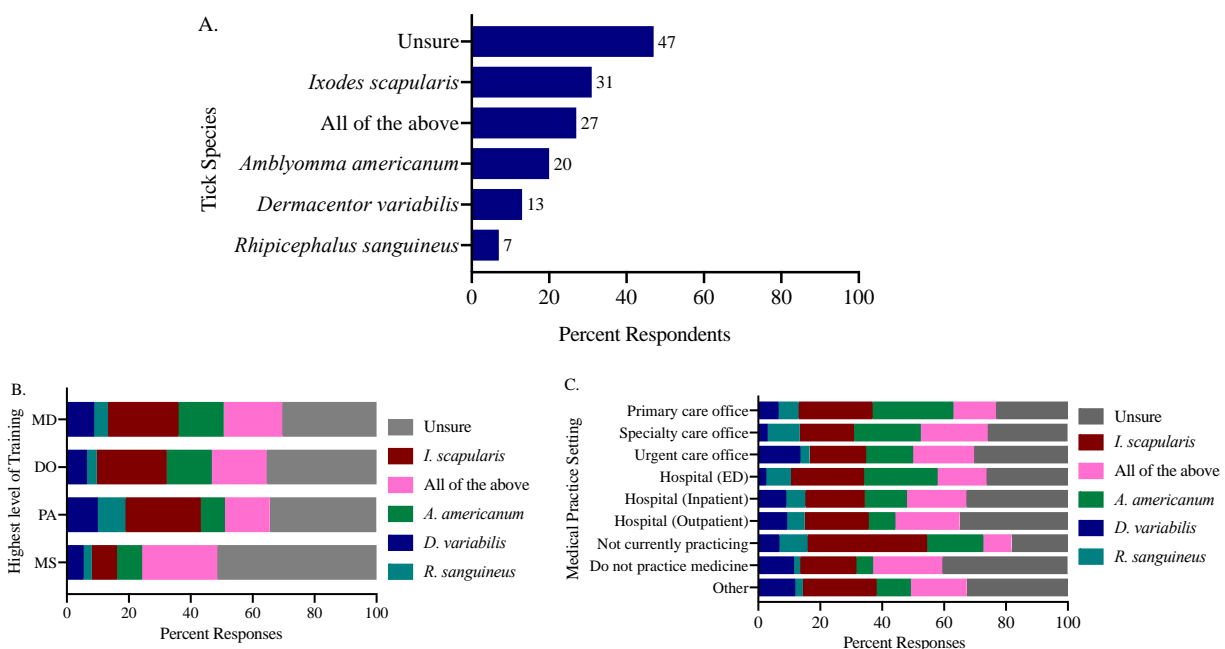 A.
Tick Species
Unsure
47
Ixodes scapularis
31
All of the above
27
Amblyomma americanum
20
Dermacentor variabilis
13
Rhipicephalus sanguineus
7
0 20 40 60 80 100
Percent Respondents
B.
Highest level of Training
MD
DO
PA
MS
0 20 40 60 80 100
Percent Responses
Unsure
I. scapularis
All of the above
A. americanum
D. variabilis
R. sanguineus
C.
Medical Practice Setting
Primary care office
Specialty care office
Urgent care office
Hospital (ED)
Hospital (Inpatient)
Hospital (Outpatient)
Not currently practicing
Do not practice medicine
Other
0 20 40 60 80 100
Percent Responses
Unsure
I. scapularis
All of the above
A. americanum
D. variabilis
R. sanguineus